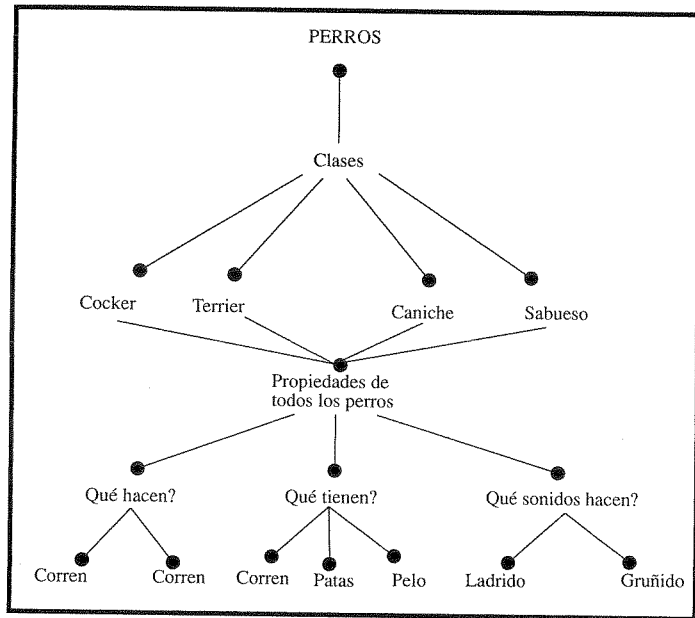 PERROS
Clases
Cocker
Terrier
Caniche
Sabueso
Propiedades de
todos los perros
Qué hacen?
Qué tienen?
Qué sonidos hacen?
Corren
Corren
Corren
Patas
Pelo
Ladrido
Gruñido